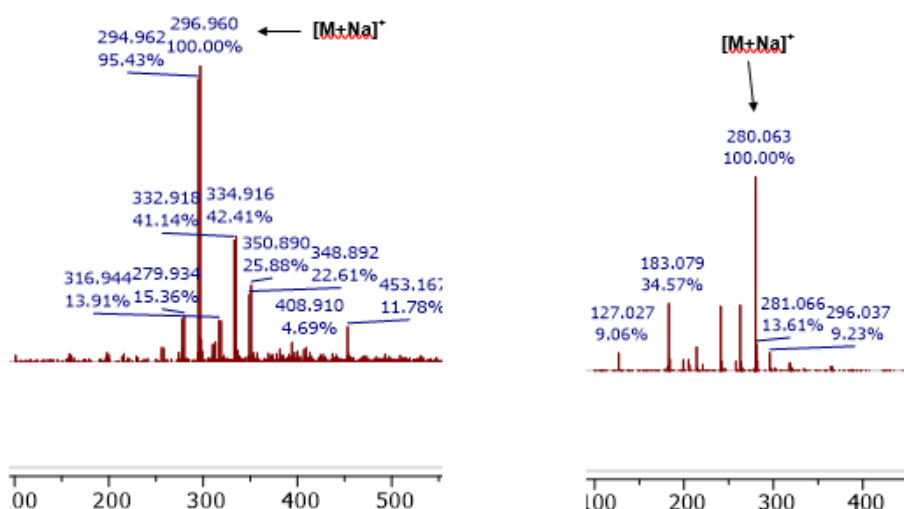 296.960
294.962 100.00%
95.43%
[M+Na]⁺
332.918 334.916
41.14% 42.41%
350.890 348.892
316.944 279.934 25.88% 22.61% 453.167
13.91% 15.36% 408.910 11.78%
4.69%
200 300 400 500
[M+Na]⁺
280.063
100.00%
183.079
34.57%
127.027 281.066 296.037
9.06% 13.61% 9.23%
100 200 300 400